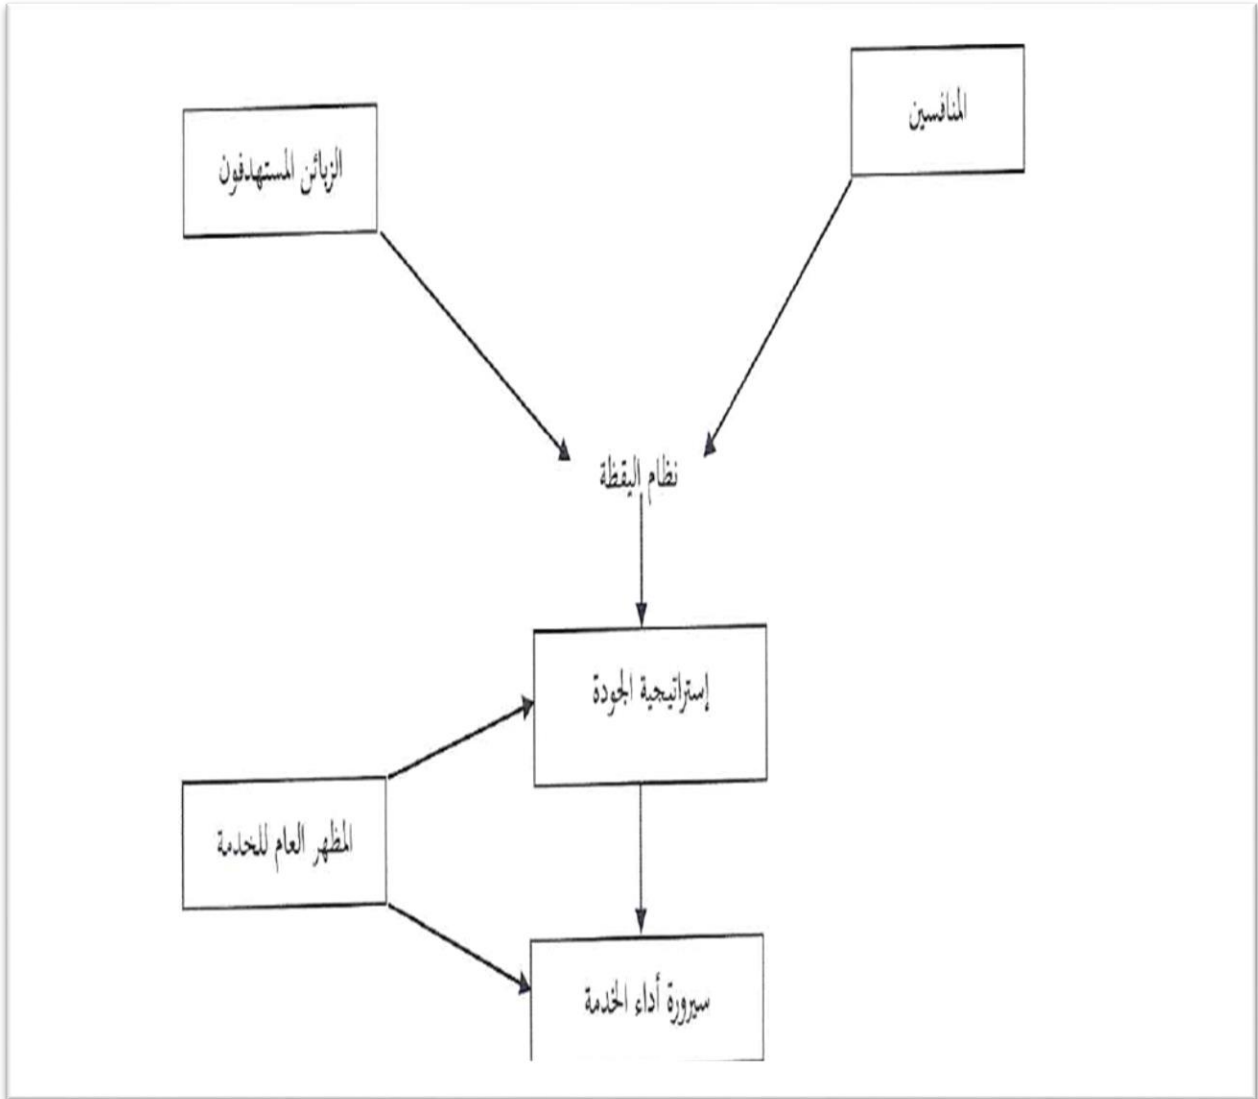 المنافسين
الزبائن المستهدفون
نظام اليقظة
إستراتيجية الجودة
المظهر العام للخدمة
سيرورة أداء الخدمة